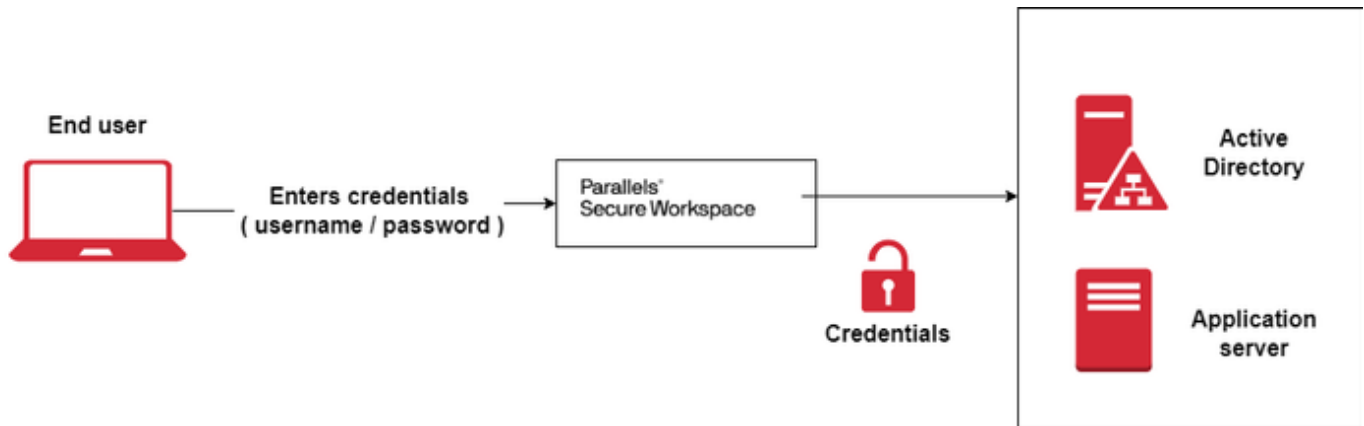 End user
Enters credentials
( username / password )
Parallels®
Secure Workspace
Credentials
Active
Directory
Application
server